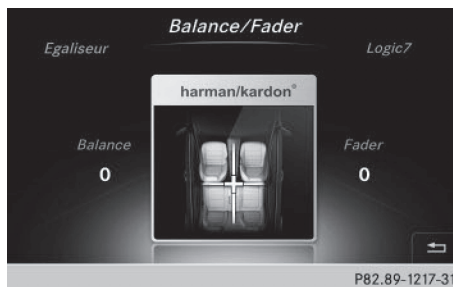 Balance/Fader
Egaliseur
Logic7
harman/kardon®
Balance
Fader
0
0
P82.89-1217-31